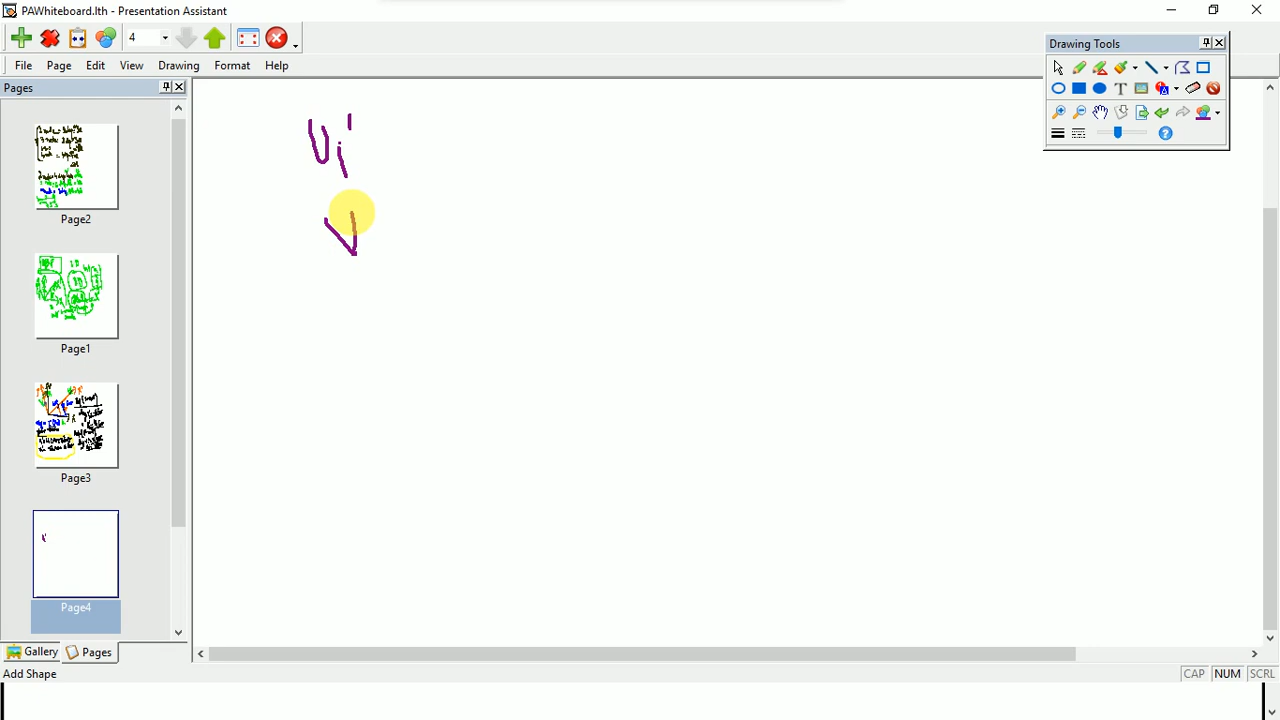 PAWhiteboard.lth - Presentation Assistant
4
File Page Edit View Drawing Format Help
Pages
Page2
Page1
Page3
Page4
Gallery Pages
Add Shape
CAP NUM SCRL
Drawing Tools
T
?